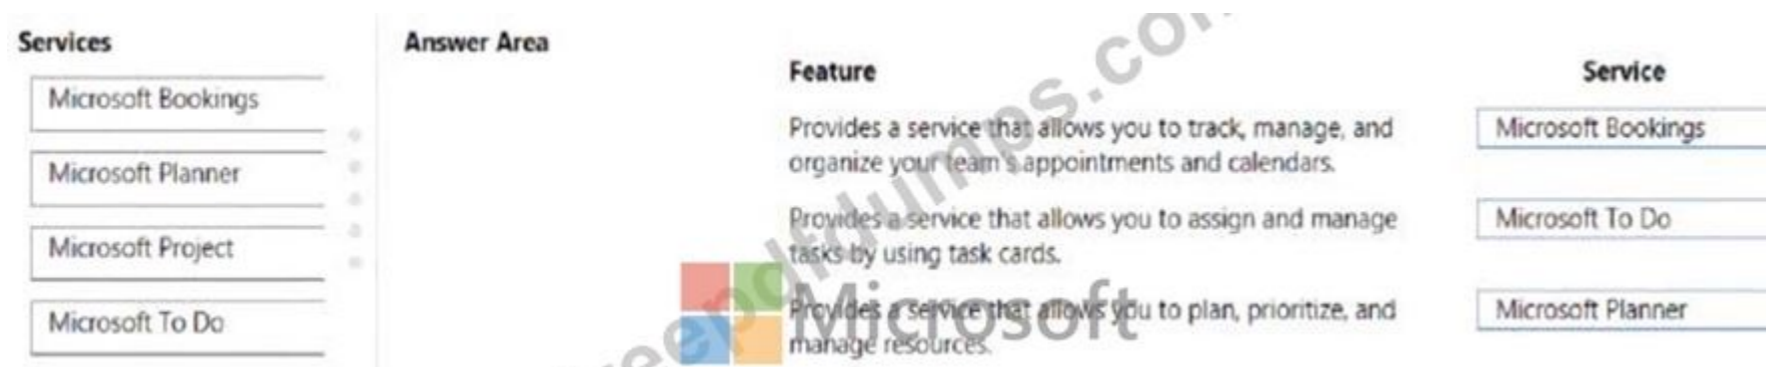 Services
Microsoft Bookings
Microsoft Planner
Microsoft Project
Microsoft To Do
Answer Area
Feature
Service
Provides a service that allows you to track, manage, and
organize your team's appointments and calendars.
Microsoft Bookings
Provides a service that allows you to assign and manage
tasks by using task cards.
Microsoft To Do
Provides a service that allows you to plan, prioritize, and
manage resources.
Microsoft Planner
Microsoft